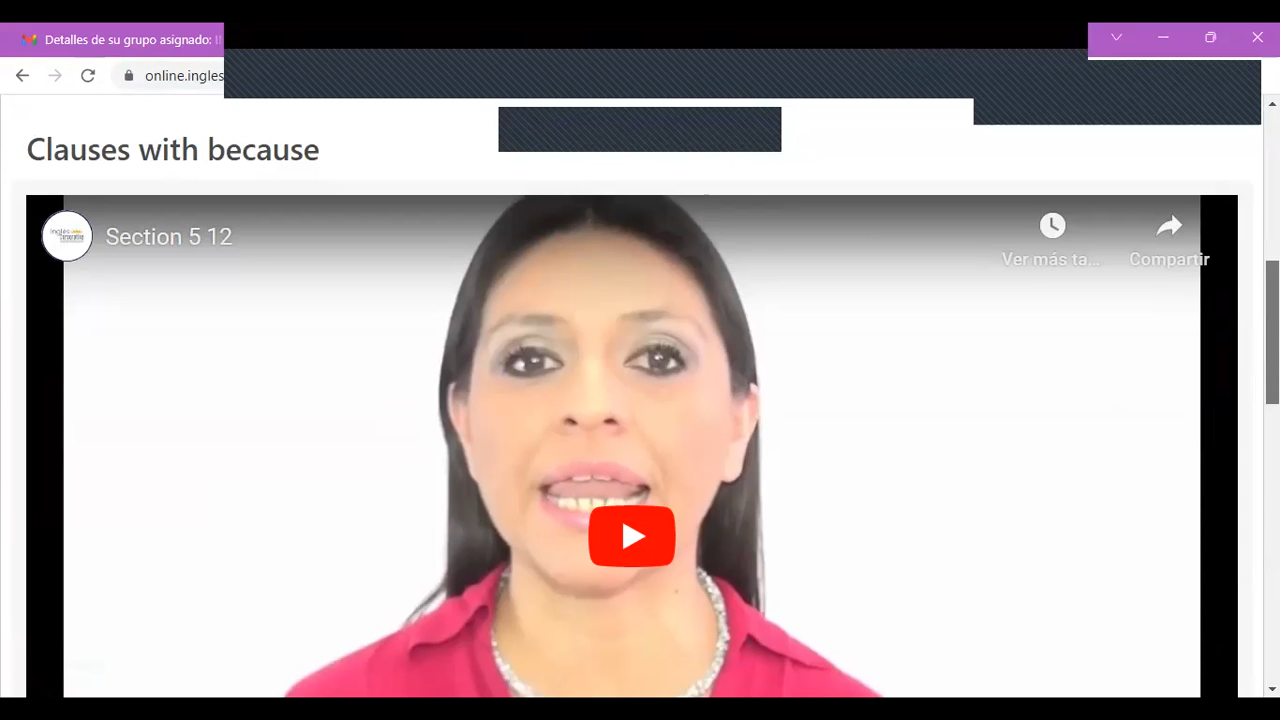 Detalles de su grupo asignado:
online.ingles
Clauses with because
Section 5 12
Ver más ta...
Compartir